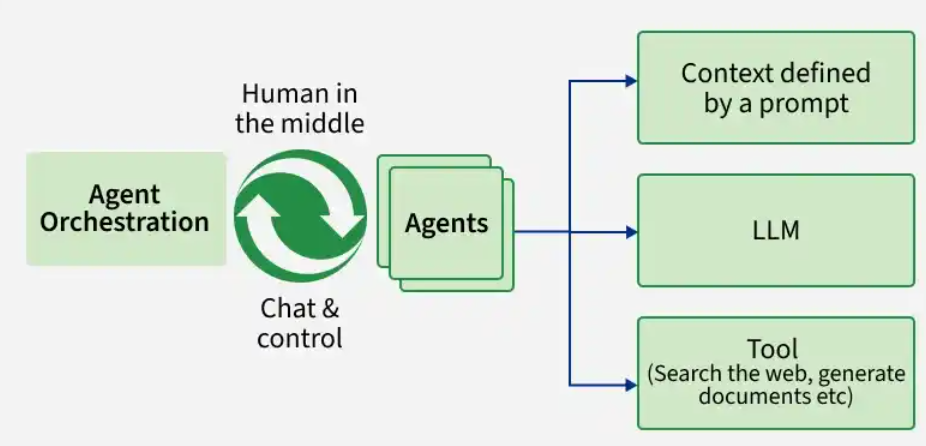 Human in
the middle
Agent
Orchestration
Chat &
control
Agents
Context defined
by a prompt
LLM
Tool
(Search the web, generate
documents etc)